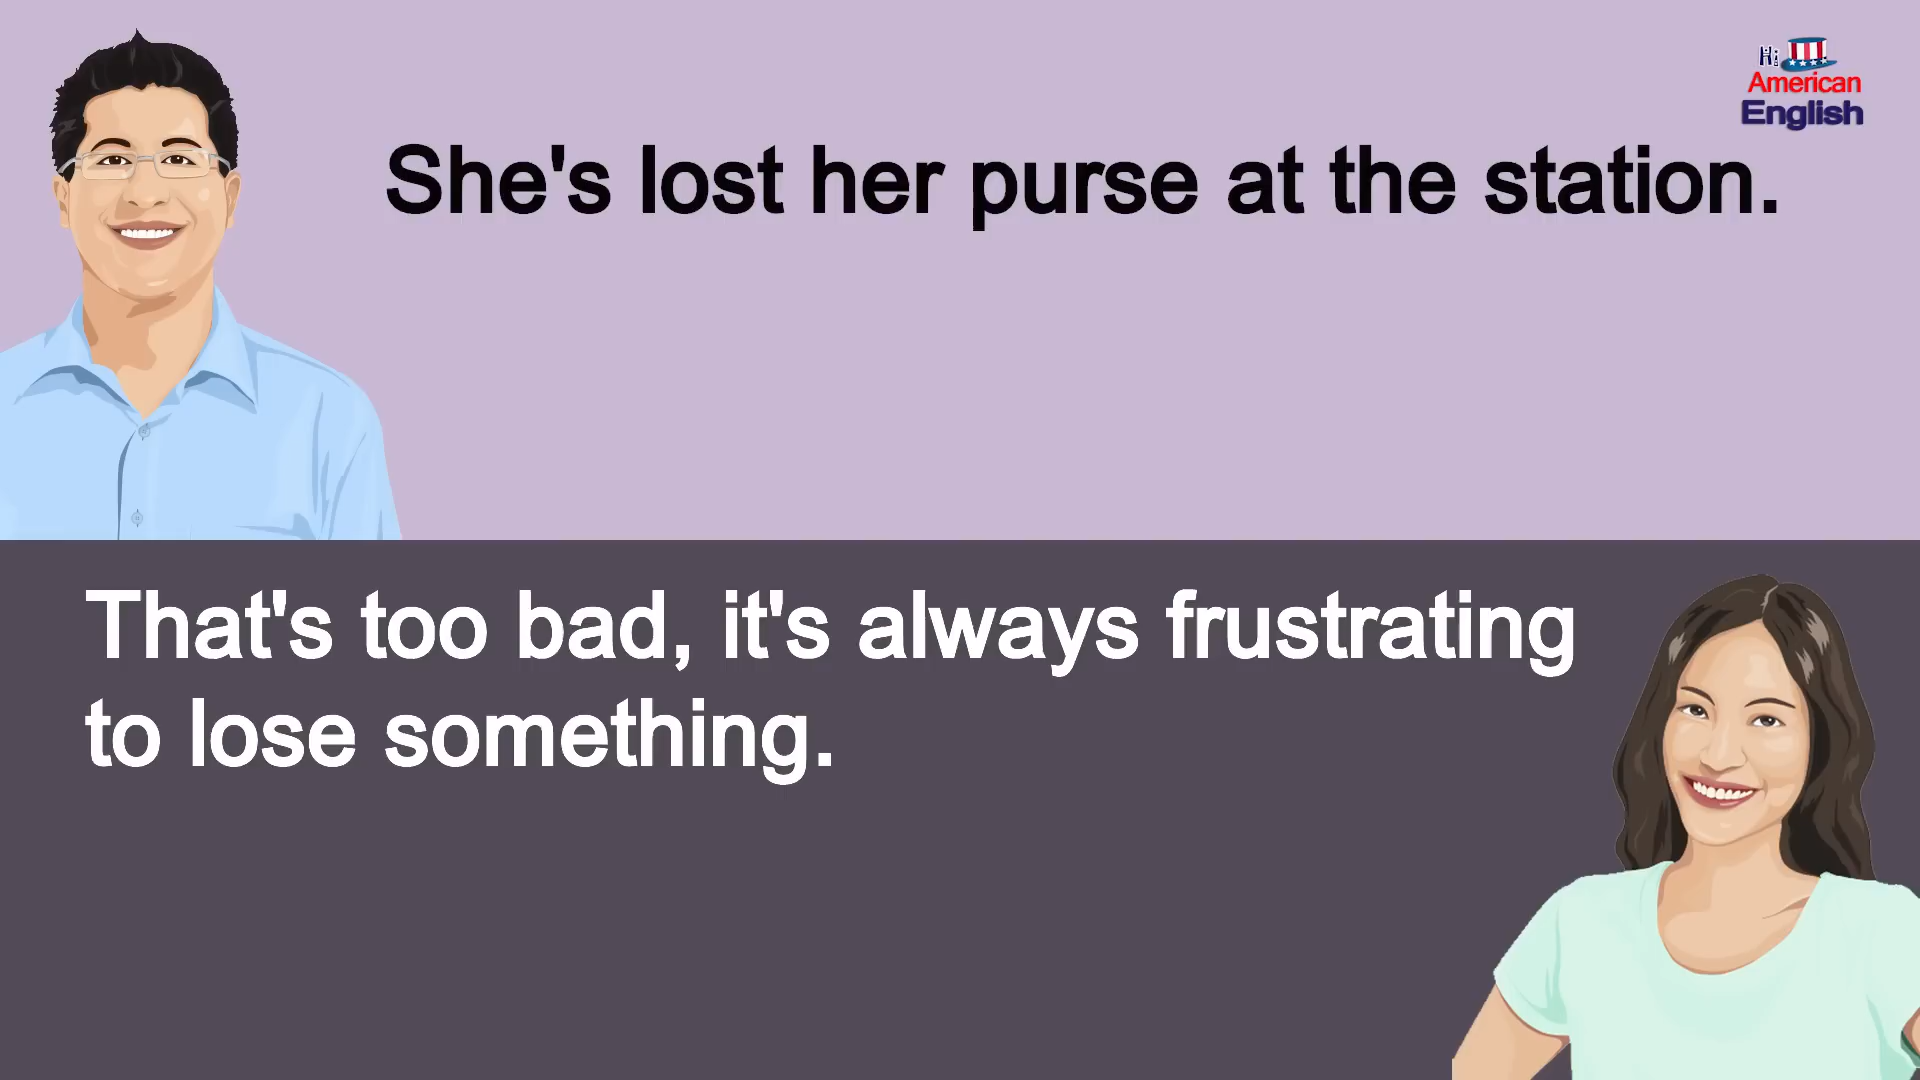 Hi
American
English
She's lost her purse at the station.
That's too bad, it's always frustrating
to lose something.